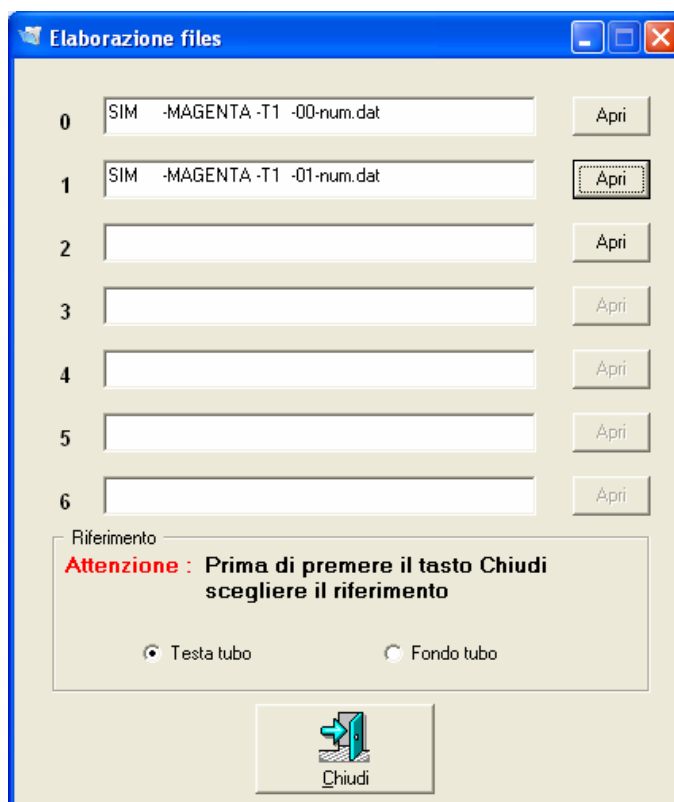 Elaborazione files
0 SIM -MAGENTA -T1 -00-num.dat Apri
1 SIM -MAGENTA -T1 -01-num.dat Apri
2 Apri
3 Apri
4 Apri
5 Apri
6 Apri
Riferimento
Attenzione : Prima di premere il tasto Chiudi
scegliere il riferimento
Testa tubo Fondo tubo
Chiudi